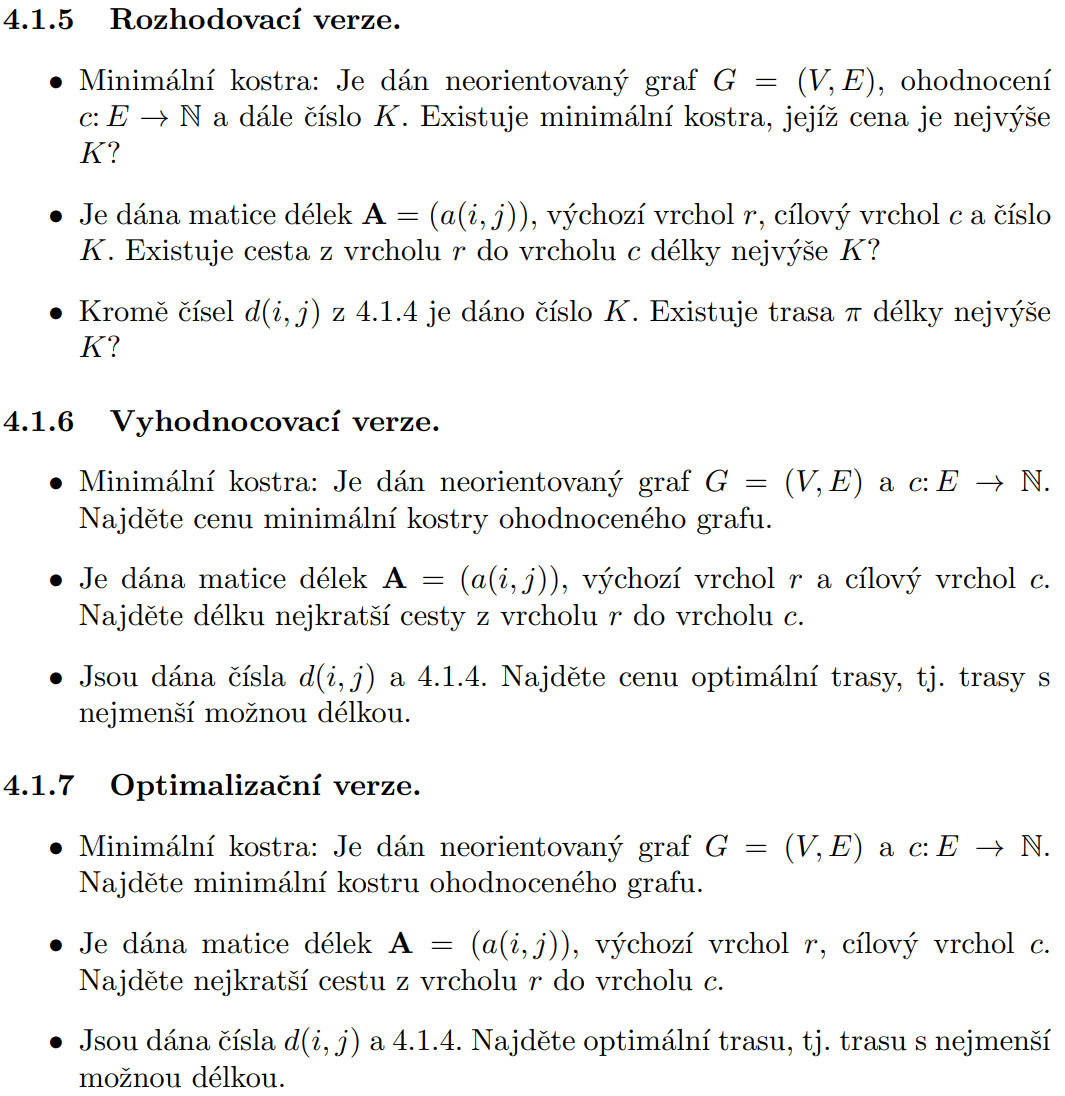 4.1.5 Rozhodovací verze.
• Minimální kostra: Je dán neorientovaný graf G = (V, E), ohodnocení
c: E → ℕ a dále číslo K. Existuje minimální kostra, jejíž cena je nejvýše
K?
• Je dána matice délek A = (a(i, j)), výchozí vrchol r, cílový vrchol c a číslo
K. Existuje cesta z vrcholu r do vrcholu c délky nejvýše K?
• Kromě čísel d(i, j) z 4.1.4 je dáno číslo K. Existuje trasa π délky nejvýše
K?
4.1.6 Vyhodnocovací verze.
• Minimální kostra: Je dán neorientovaný graf G = (V, E) a c: E → ℕ.
Najděte cenu minimální kostry ohodnoceného grafu.
• Je dána matice délek A = (a(i, j)), výchozí vrchol r a cílový vrchol c.
Najděte délku nejkratší cesty z vrcholu r do vrcholu c.
• Jsou dána čísla d(i, j) a 4.1.4. Najděte cenu optimální trasy, tj. trasy s
nejmenší možnou délkou.
4.1.7 Optimalizační verze.
• Minimální kostra: Je dán neorientovaný graf G = (V, E) a c: E → ℕ.
Najděte minimální kostru ohodnoceného grafu.
• Je dána matice délek A = (a(i, j)), výchozí vrchol r, cílový vrchol c.
Najděte nejkratší cestu z vrcholu r do vrcholu c.
• Jsou dána čísla d(i, j) a 4.1.4. Najděte optimální trasu, tj. trasu s nejmenší
možnou délkou.